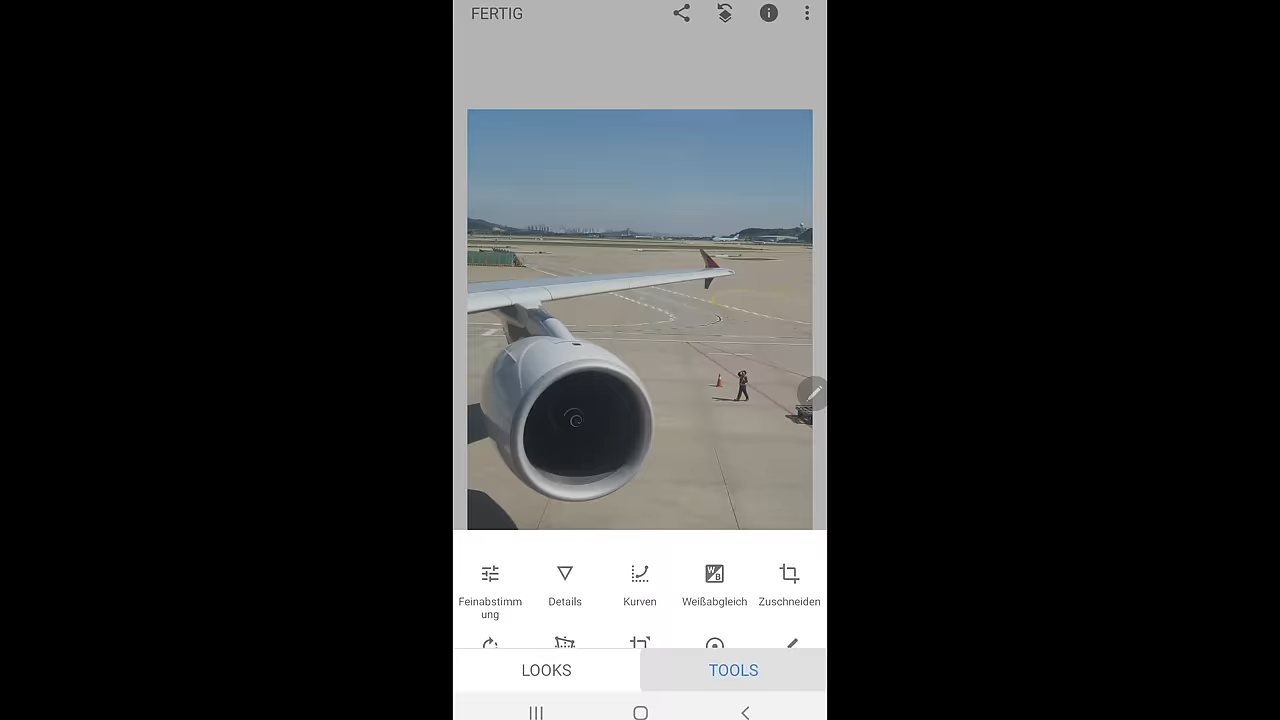 FERTIG
Feinabstimm
ung
Details
Kurven
Weißabgleich
Zuschneiden
LOOKS
TOOLS